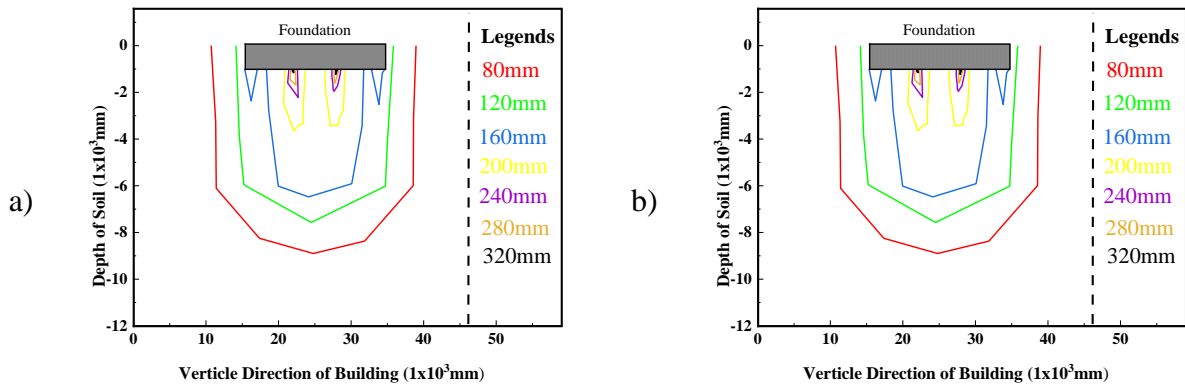 a)
Foundation
Depth of Soil (1x10³mm)
0
-2
-4
-6
-8
-10
-12
0
10
20
30
40
50
Verticle Direction of Building (1x10³mm)
Legends
80mm
120mm
160mm
200mm
240mm
280mm
320mm
b)
Foundation
Depth of Soil (1x10³mm)
0
-2
-4
-6
-8
-10
-12
0
10
20
30
40
50
Verticle Direction of Building (1x10³mm)
Legends
80mm
120mm
160mm
200mm
240mm
280mm
320mm